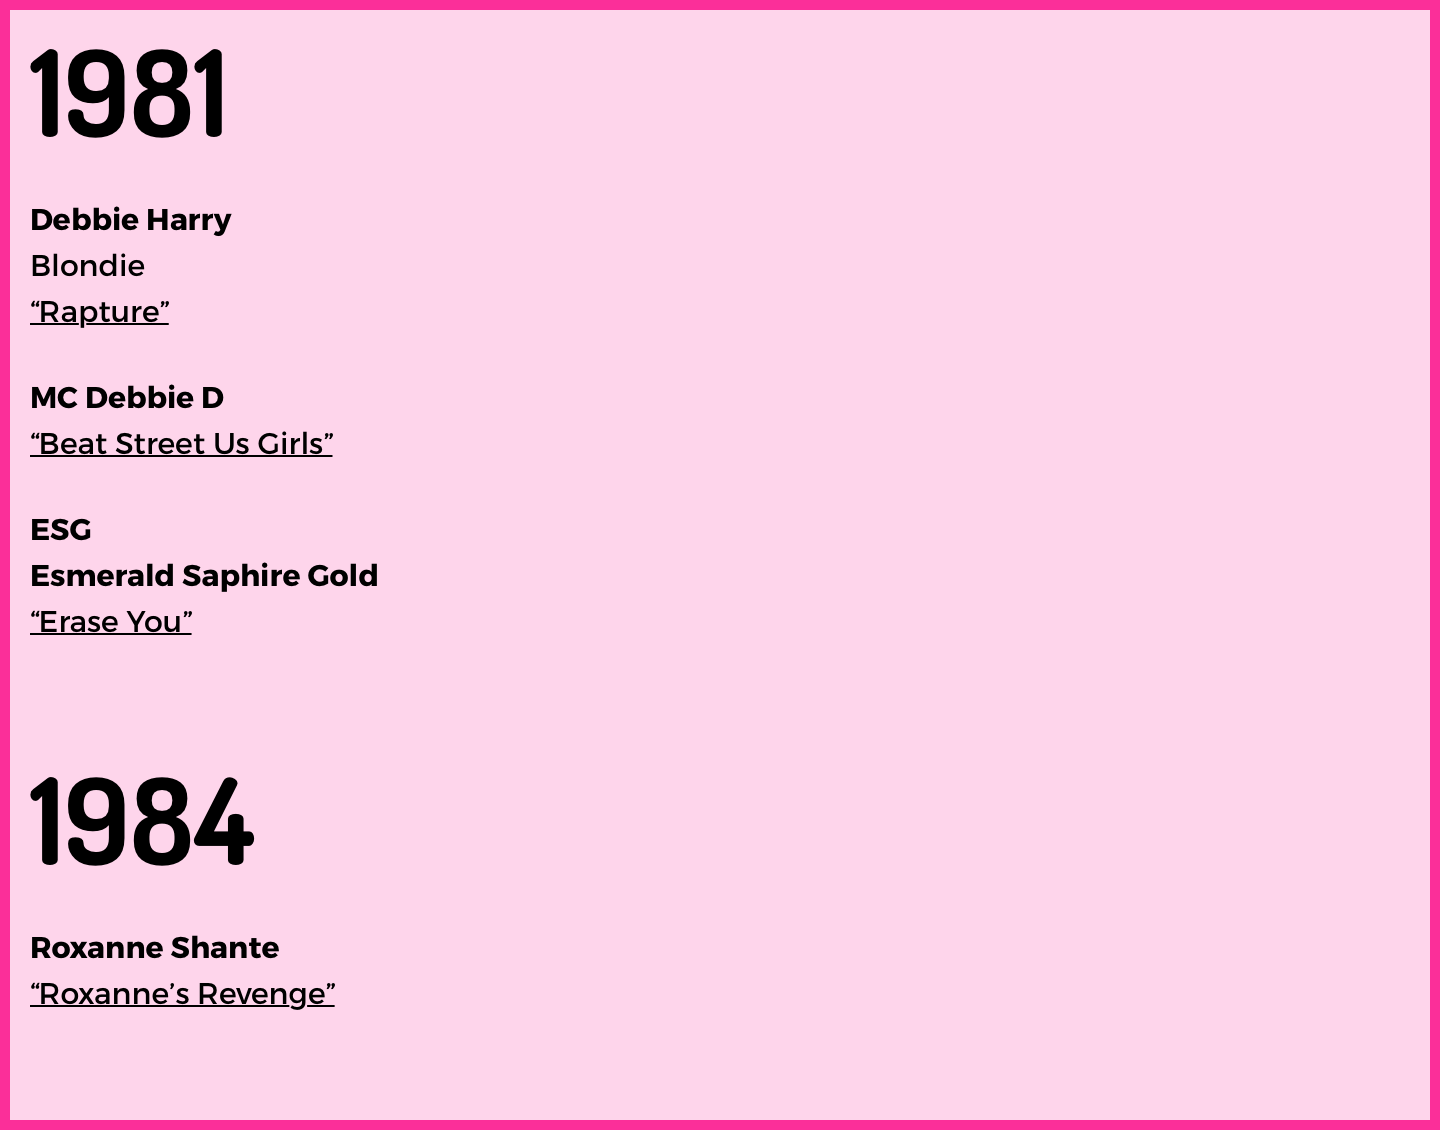 1981
Debbie Harry
Blondie
“Rapture”
MC Debbie D
“Beat Street Us Girls”
ESG
Esmerald Saphire Gold
“Erase You”
1984
Roxanne Shante
“Roxanne’s Revenge”